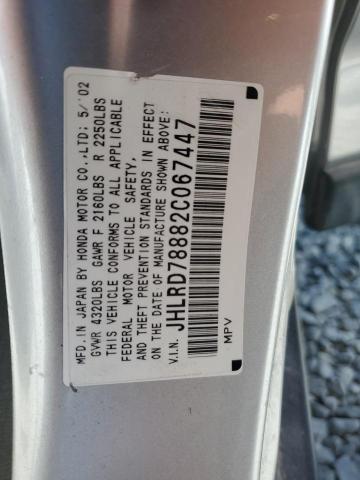 MFD.IN JAPAN BY HONDA MOTOR CO.,LTD; 5/'02
GVWR 4320LBS GAWR F 2160LBS R 2250LBS
THIS VEHICLE CONFORMS TO ALL APPLICABLE
FEDERAL MOTOR VEHICLE SAFETY,
AND THEFT PREVENTION STANDARDS IN EFFECT
ON THE DATE OF MANUFACTURE SHOWN ABOVE:
V.I.N. JHLRD78882C067447
MPV